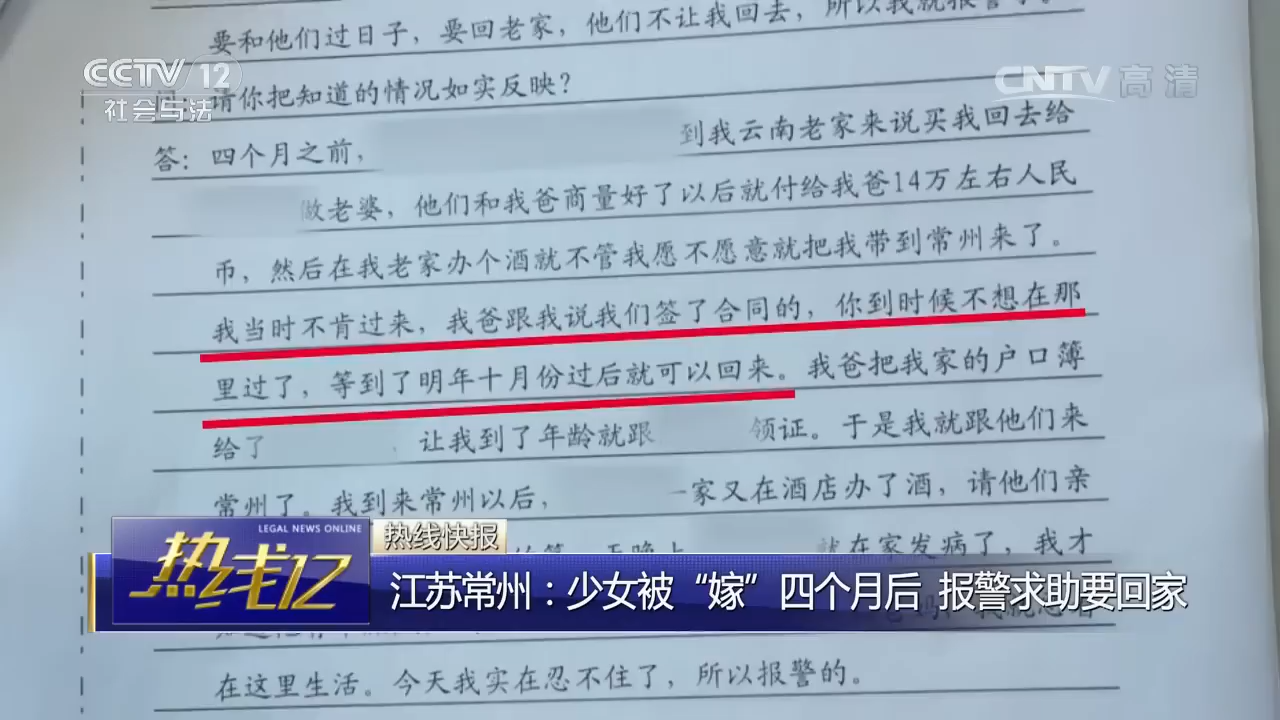 要和他们过日子，要回老家，他们不让我回去，所以我就报警了。
CCTV 12
社会与法
CNTV 高清
问：请你把知道的情况如实反映？
答：四个月之前，到我云南老家来说买我回去给
做老婆，他们和我爸商量好了以后就付给我爸14万左右人民
币，然后在我老家办个酒就不管我愿不愿意就把我带到常州来了。
我当时不肯过来，我爸跟我说我们签了合同的，你到时候不想在那
里过了，等到了明年十月份过后就可以回来。我爸把我家的户口簿
给了，让我到了年龄就跟领证。于是我就跟他们来
常州了。我到来常州以后，一家又在酒店办了酒，请他们亲
晚上就在家发病了，我才
LEGAL NEWS ONLINE
热线12
热线快报
江苏常州：少女被“嫁”四个月后 报警求助要回家
在这里生活。今天我实在忍不住了，所以报警的。